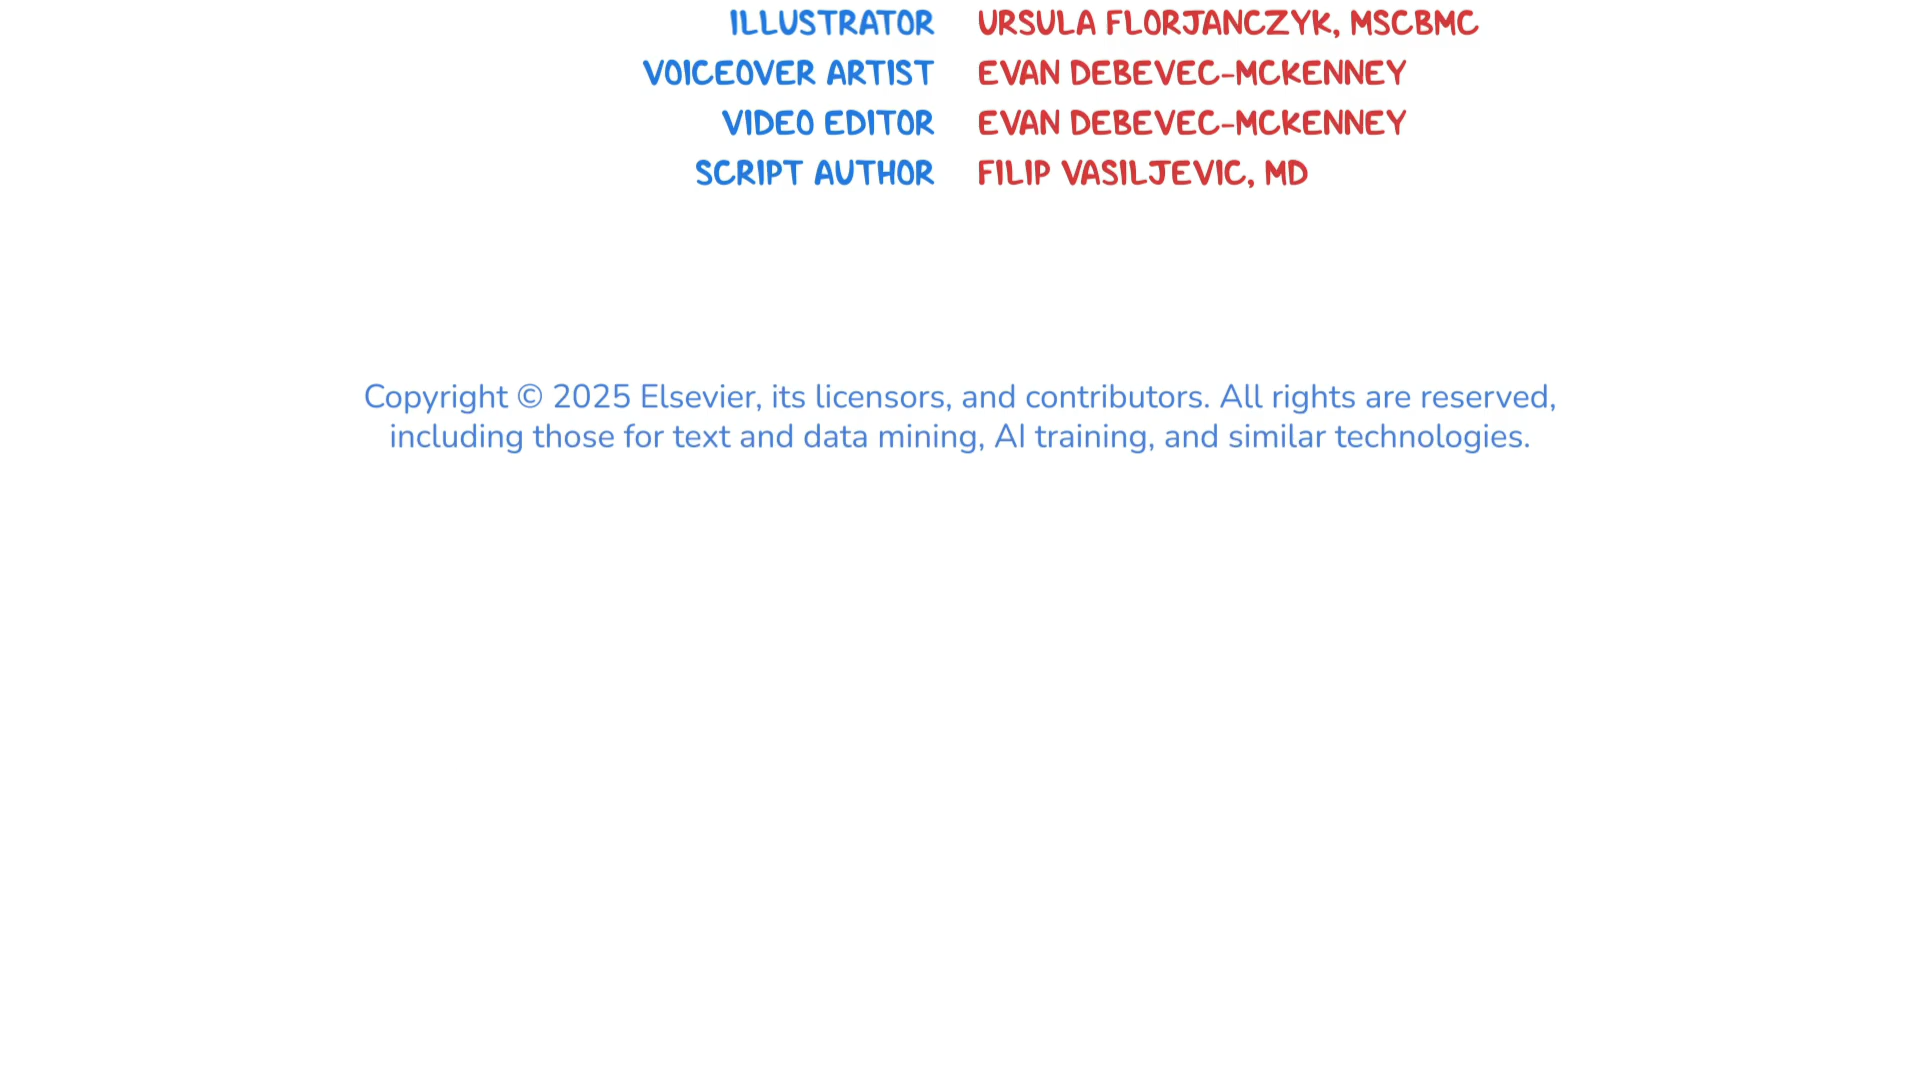 ILLUSTRATOR URSULA FLORJANCZYK, MSCBMC
VOICEOVER ARTIST EVAN DEBEVEC-MCKENNEY
VIDEO EDITOR EVAN DEBEVEC-MCKENNEY
SCRIPT AUTHOR FILIP VASILJEVIC, MD
Copyright © 2025 Elsevier, its licensors, and contributors. All rights are reserved,
including those for text and data mining, AI training, and similar technologies.